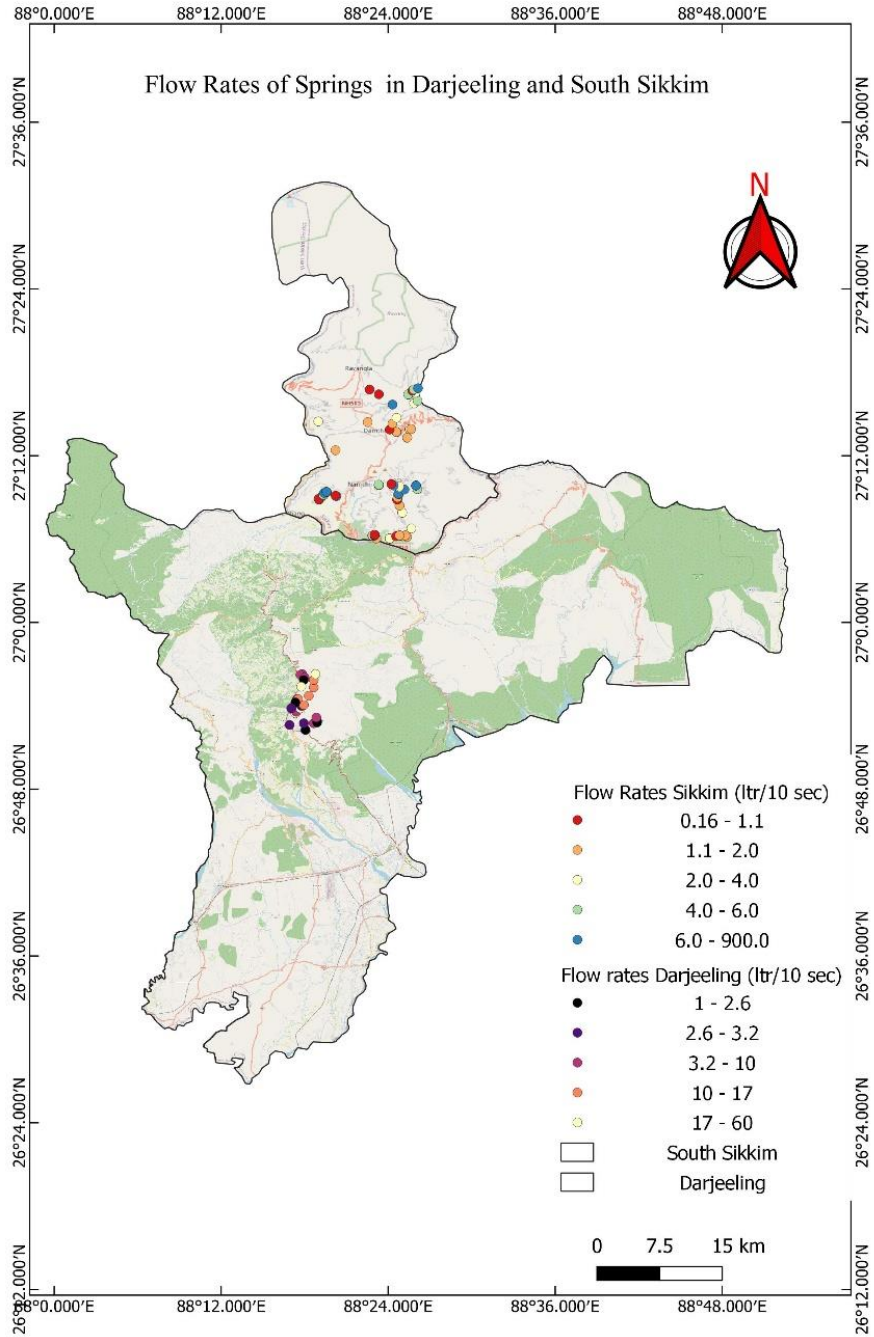 88°0.000'E 88°12.000'E 88°24.000'E 88°36.000'E 88°48.000'E
Flow Rates of Springs in Darjeeling and South Sikkim
N
27°36.000'N 27°36.000'N
27°24.000'N 27°24.000'N
Ravangla
27°12.000'N 27°12.000'N
27°0.000'N 27°0.000'N
26°48.000'N 26°48.000'N
Flow Rates Sikkim (ltr/10 sec)
0.16 - 1.1
1.1 - 2.0
2.0 - 4.0
4.0 - 6.0
6.0 - 900.0
26°36.000'N 26°36.000'N
Flow rates Darjeeling (ltr/10 sec)
1 - 2.6
2.6 - 3.2
3.2 - 10
10 - 17
17 - 60
26°24.000'N 26°24.000'N
South Sikkim
Darjeeling
0 7.5 15 km
26°12.000'N
88°12.000'E 88°24.000'E 88°36.000'E 88°48.000'E